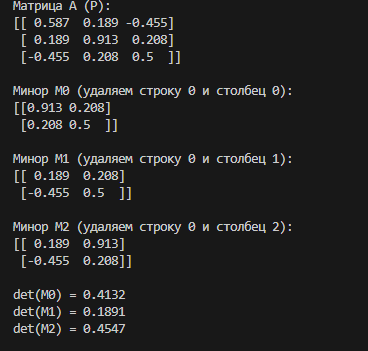 Матрица A (P):
[[ 0.587  0.189 -0.455]
 [ 0.189  0.913  0.208]
 [-0.455  0.208  0.5  ]]
Минор M0 (удаляем строку 0 и столбец 0):
[[0.913 0.208]
 [0.208 0.5  ]]
Минор M1 (удаляем строку 0 и столбец 1):
[[ 0.189  0.208]
 [-0.455  0.5  ]]
Минор M2 (удаляем строку 0 и столбец 2):
[[ 0.189  0.913]
 [-0.455  0.208]]
det(M0) = 0.4132
det(M1) = 0.1891
det(M2) = 0.4547